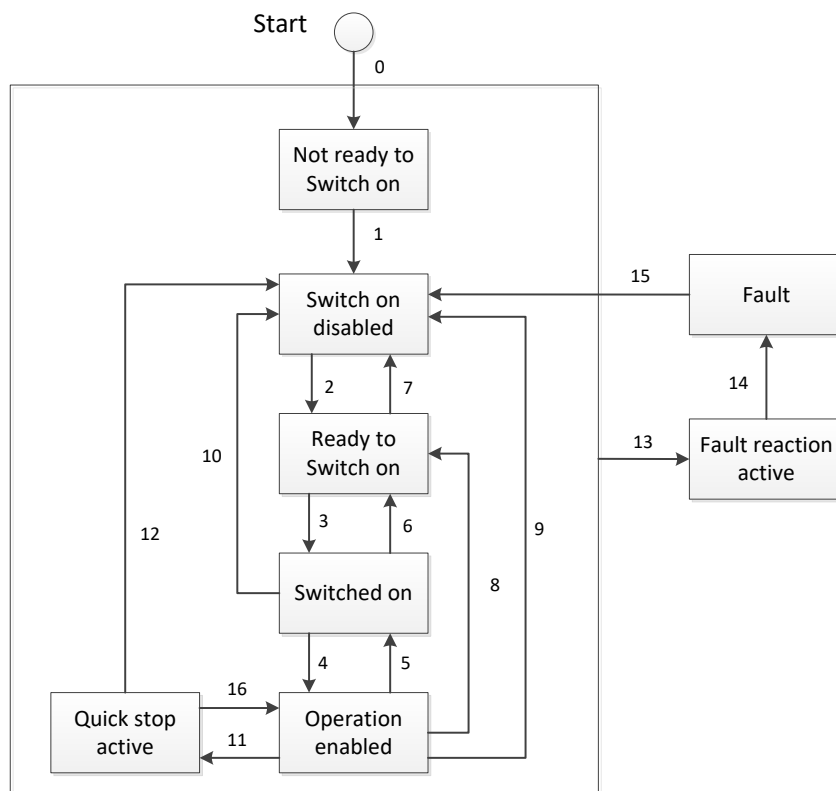 Start
0
Not ready to
Switch on
1
15
Switch on
disabled
Fault
2
7
14
Ready to
Switch on
10
13
Fault reaction
active
3
6
9
12
8
Switched on
4
5
16
Quick stop
active
Operation
enabled
11